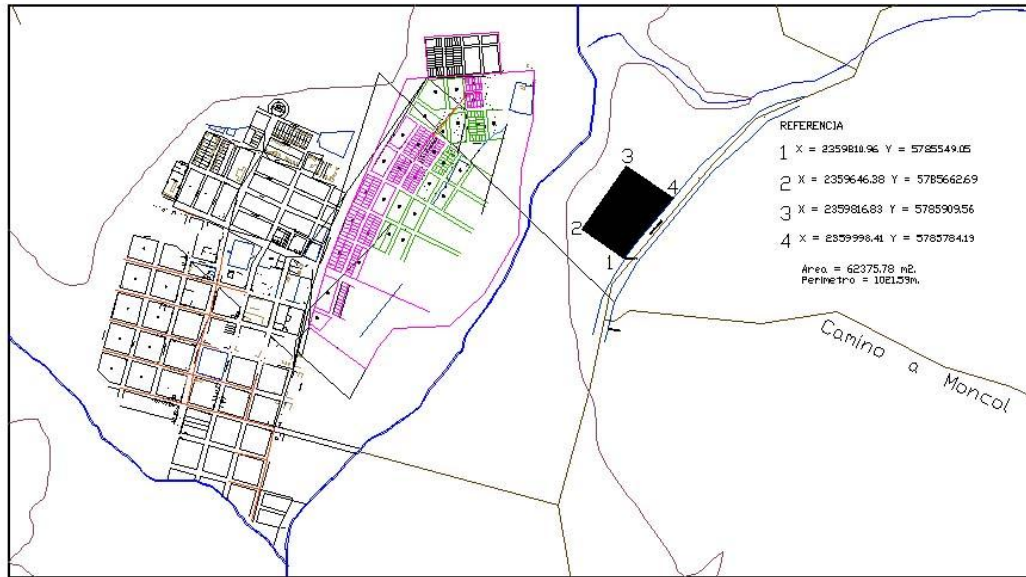 REFERENCIA
1 X = 2359810.96 Y = 5785549.05
2 X = 2359646.38 Y = 5785662.69
3 X = 2359816.83 Y = 5785909.56
4 X = 2359998.41 Y = 5785784.19
Area = 62375.78 m2.
Perimetro = 1021.59m.
3
4
2
1
Camino a Moncol